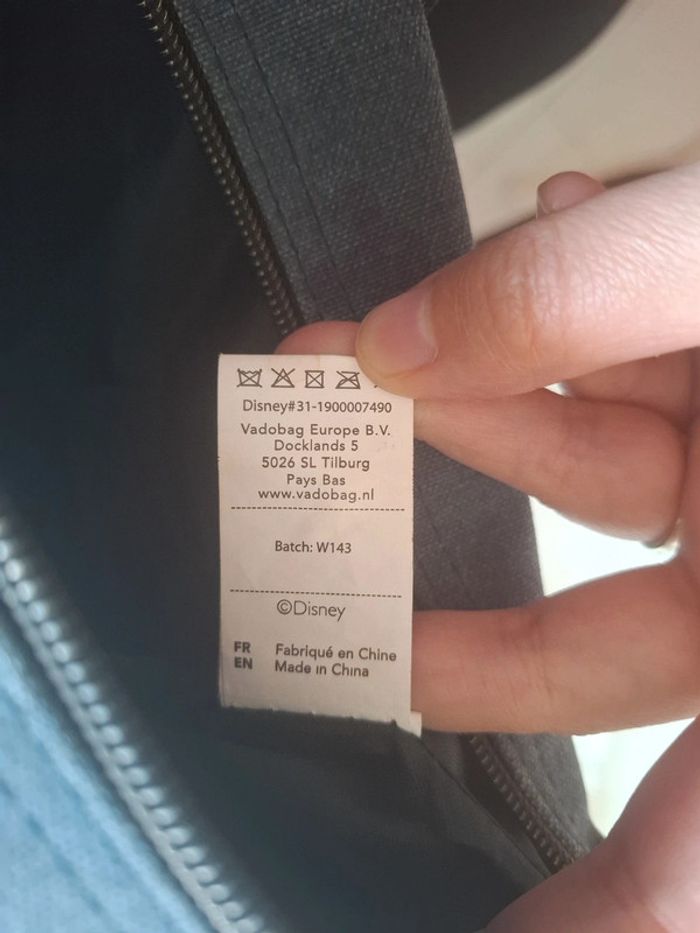 Disney#31-1900007490
Vadobag Europe B.V.
Docklands 5
5026 SL Tilburg
Pays Bas
www.vadobag.nl
Batch: W143
©Disney
FR Fabriqué en Chine
EN Made in China